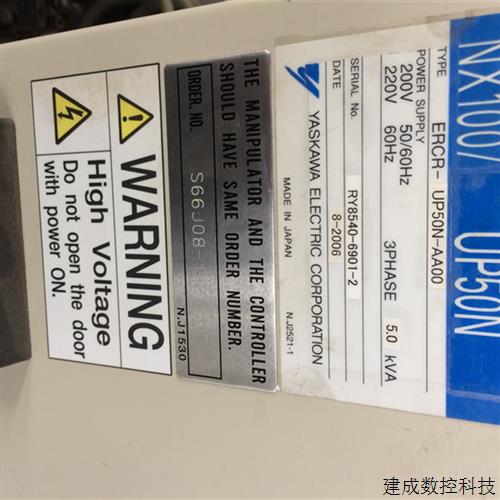 NX100/ UP50N
TYPE ERCR- UP50N-AA00
POWER SUPPLY
200V 50/60Hz
220V 60Hz
3PHASE 5.0 kVA
SERIAL No. RY8540-6901-2
DATE 8-2006
YASKAWA ELECTRIC CORPORATION
MADE IN JAPAN N.J2521-1
THE MANIPULATOR AND THE CONTROLLER
SHOULD HAVE SAME ORDER NUMBER.
ORDER. NO. S66J08-
N.J1530
WARNING
High Voltage
Do not open the door
with power ON.
建成数控科技